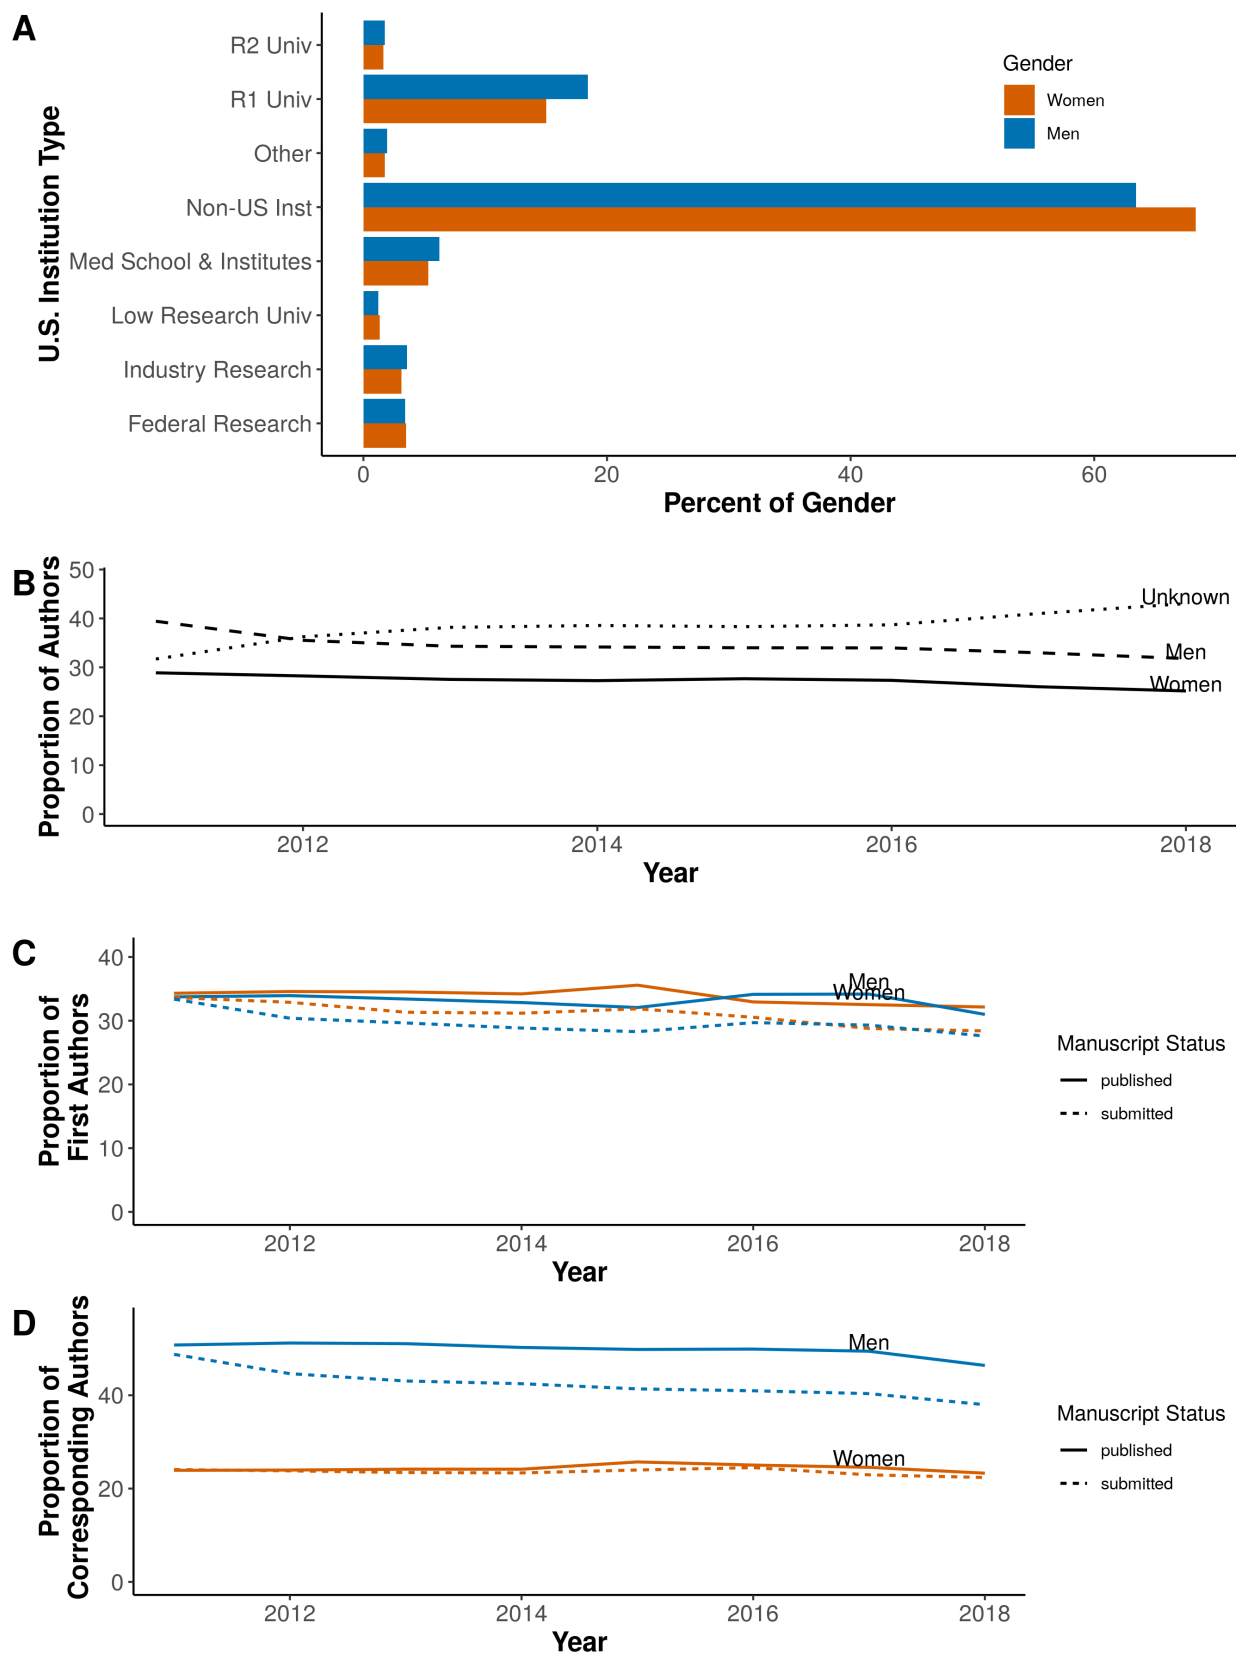 A
U.S. Institution Type
R2 Univ
R1 Univ
Other
Non-US Inst
Med School & Institutes
Low Research Univ
Industry Research
Federal Research
0 20 40 60
Percent of Gender
Gender
Women
Men
B
Proportion of Authors
50
40
30
20
10
0
Unknown
Men
Women
2012 2014 2016 2018
Year
C
Proportion of
First Authors
40
30
20
10
0
Men
Women
2012 2014 2016 2018
Year
Manuscript Status
published
submitted
D
Proportion of
Corresponding Authors
40
20
0
Men
Women
2012 2014 2016 2018
Year
Manuscript Status
published
submitted